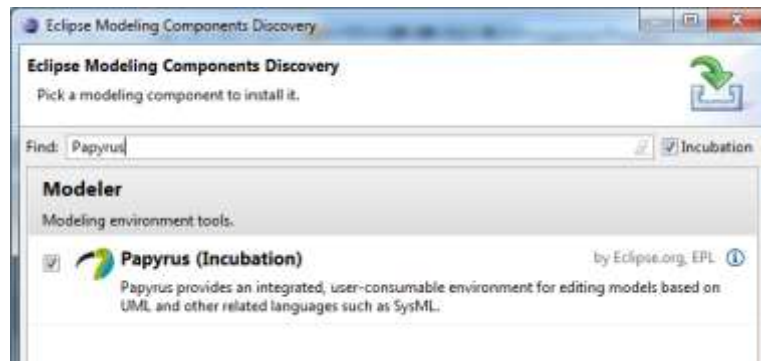 Eclipse Modeling Components Discovery
Eclipse Modeling Components Discovery
Pick a modeling component to install it.
Find: Papyrus Incubation
Modeler
Modeling environment tools.
Papyrus (Incubation) by Eclipse.org, EPL
Papyrus provides an integrated, user-consumable environment for editing models based on
UML and other related languages such as SysML.